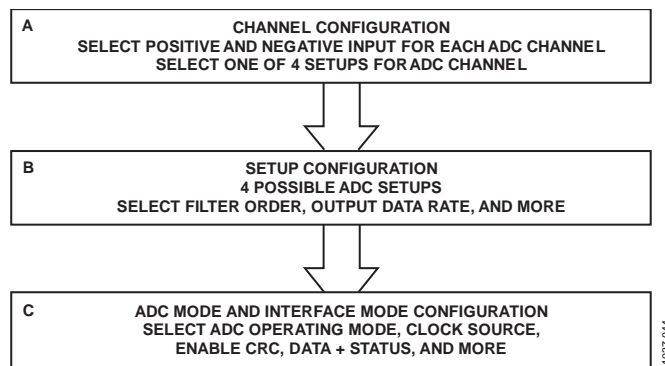 A
CHANNEL CONFIGURATION
SELECT POSITIVE AND NEGATIVE INPUT FOR EACH ADC CHANNEL
SELECT ONE OF 4 SETUPS FOR ADC CHANNEL
B
SETUP CONFIGURATION
4 POSSIBLE ADC SETUPS
SELECT FILTER ORDER, OUTPUT DATA RATE, AND MORE
C
ADC MODE AND INTERFACE MODE CONFIGURATION
SELECT ADC OPERATING MODE, CLOCK SOURCE,
ENABLE CRC, DATA + STATUS, AND MORE